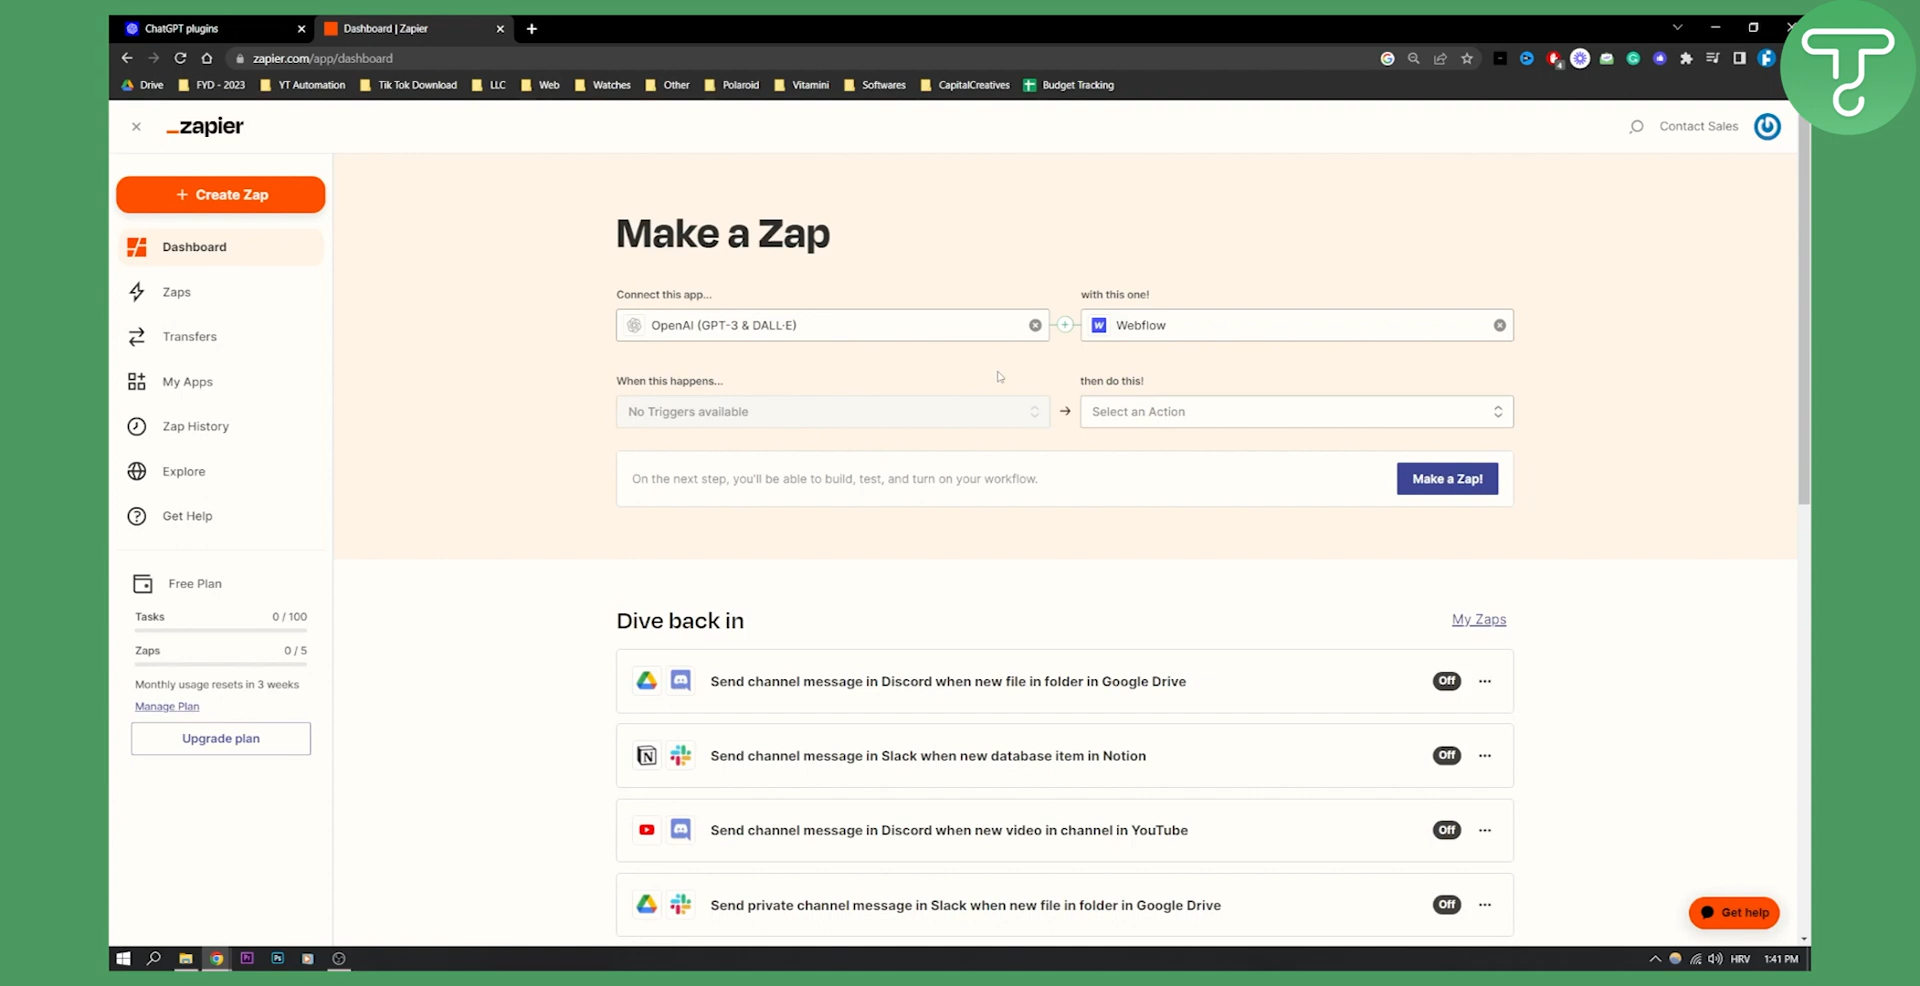 ChatGPT plugins
Dashboard | Zapier
zapier.com/app/dashboard
Drive
FYD - 2023
YT Automation
Tik Tok Download
LLC
Web
Watches
Other
Polaroid
Vitamini
Softwares
CapitalCreatives
Budget Tracking
_zapier
Contact Sales
+ Create Zap
Dashboard
Zaps
Transfers
My Apps
Zap History
Explore
Get Help
Free Plan
Tasks 0 / 100
Zaps 0 / 5
Monthly usage resets in 3 weeks
Manage Plan
Upgrade plan
Make a Zap
Connect this app... with this one!
OpenAI (GPT-3 & DALL·E) Webflow
When this happens... then do this!
No Triggers available → Select an Action
On the next step, you'll be able to build, test, and turn on your workflow. Make a Zap!
Dive back in My Zaps
Send channel message in Discord when new file in folder in Google Drive Off
Send channel message in Slack when new database item in Notion Off
Send channel message in Discord when new video in channel in YouTube Off
Send private channel message in Slack when new file in folder in Google Drive Off
Get help
HRV 1:41 PM